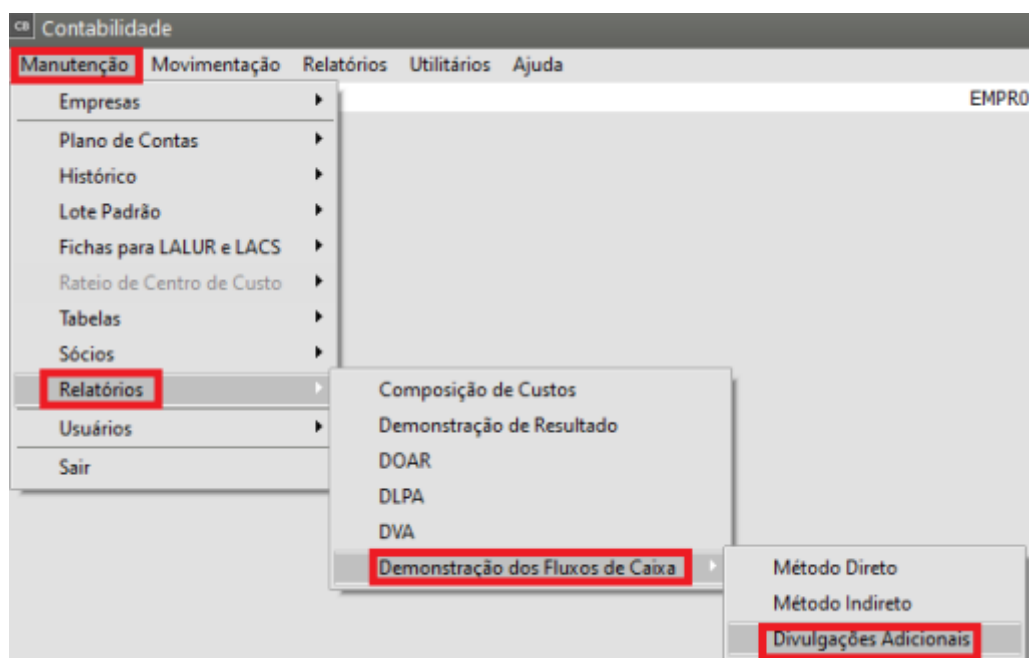 CB Contabilidade
Manutenção Movimentação Relatórios Utilitários Ajuda
EMPRO
Empresas
Plano de Contas
Histórico
Lote Padrão
Fichas para LALUR e LACS
Rateio de Centro de Custo
Tabelas
Sócios
Relatórios
Usuários
Sair
Composição de Custos
Demonstração de Resultado
DOAR
DLPA
DVA
Demonstração dos Fluxos de Caixa
Método Direto
Método Indireto
Divulgações Adicionais